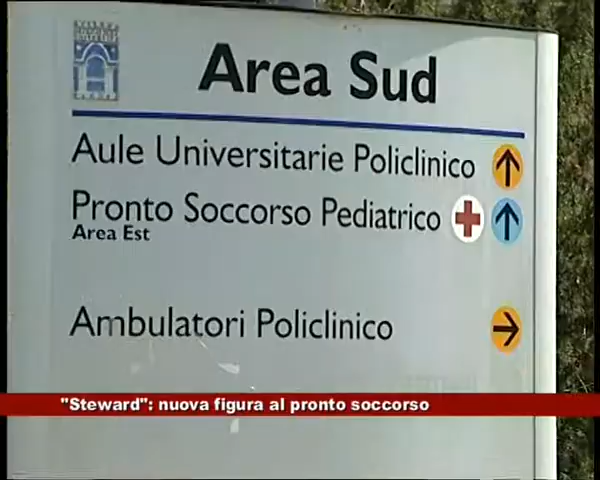 Area Sud
Aule Universitarie Policlinico
Pronto Soccorso Pediatrico
Area Est
Ambulatori Policlinico
"Steward": nuova figura al pronto soccorso